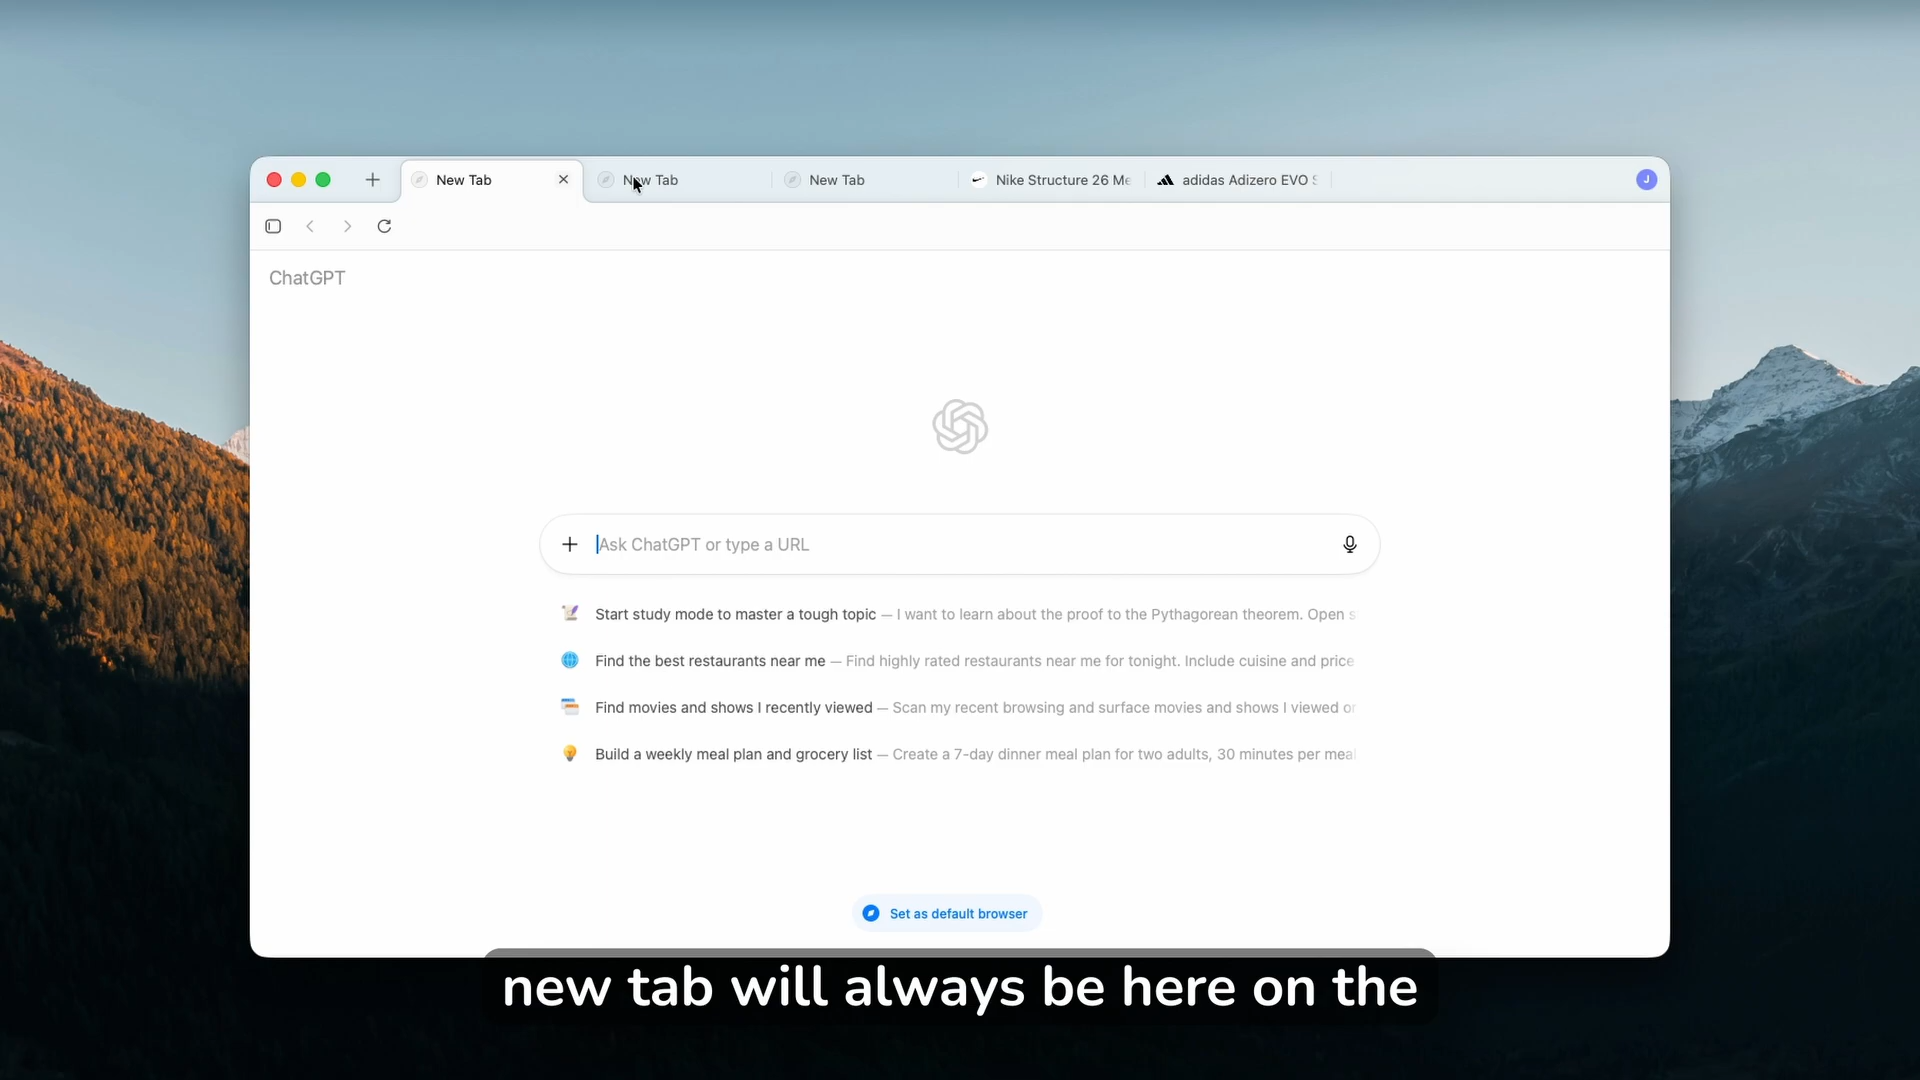 New Tab
New Tab
New Tab
Nike Structure 26 Me
adidas Adizero EVO S
J
ChatGPT
Ask ChatGPT or type a URL
Start study mode to master a tough topic — I want to learn about the proof to the Pythagorean theorem. Open s
Find the best restaurants near me — Find highly rated restaurants near me for tonight. Include cuisine and price
Find movies and shows I recently viewed — Scan my recent browsing and surface movies and shows I viewed or
Build a weekly meal plan and grocery list — Create a 7-day dinner meal plan for two adults, 30 minutes per meal
Set as default browser
new tab will always be here on the